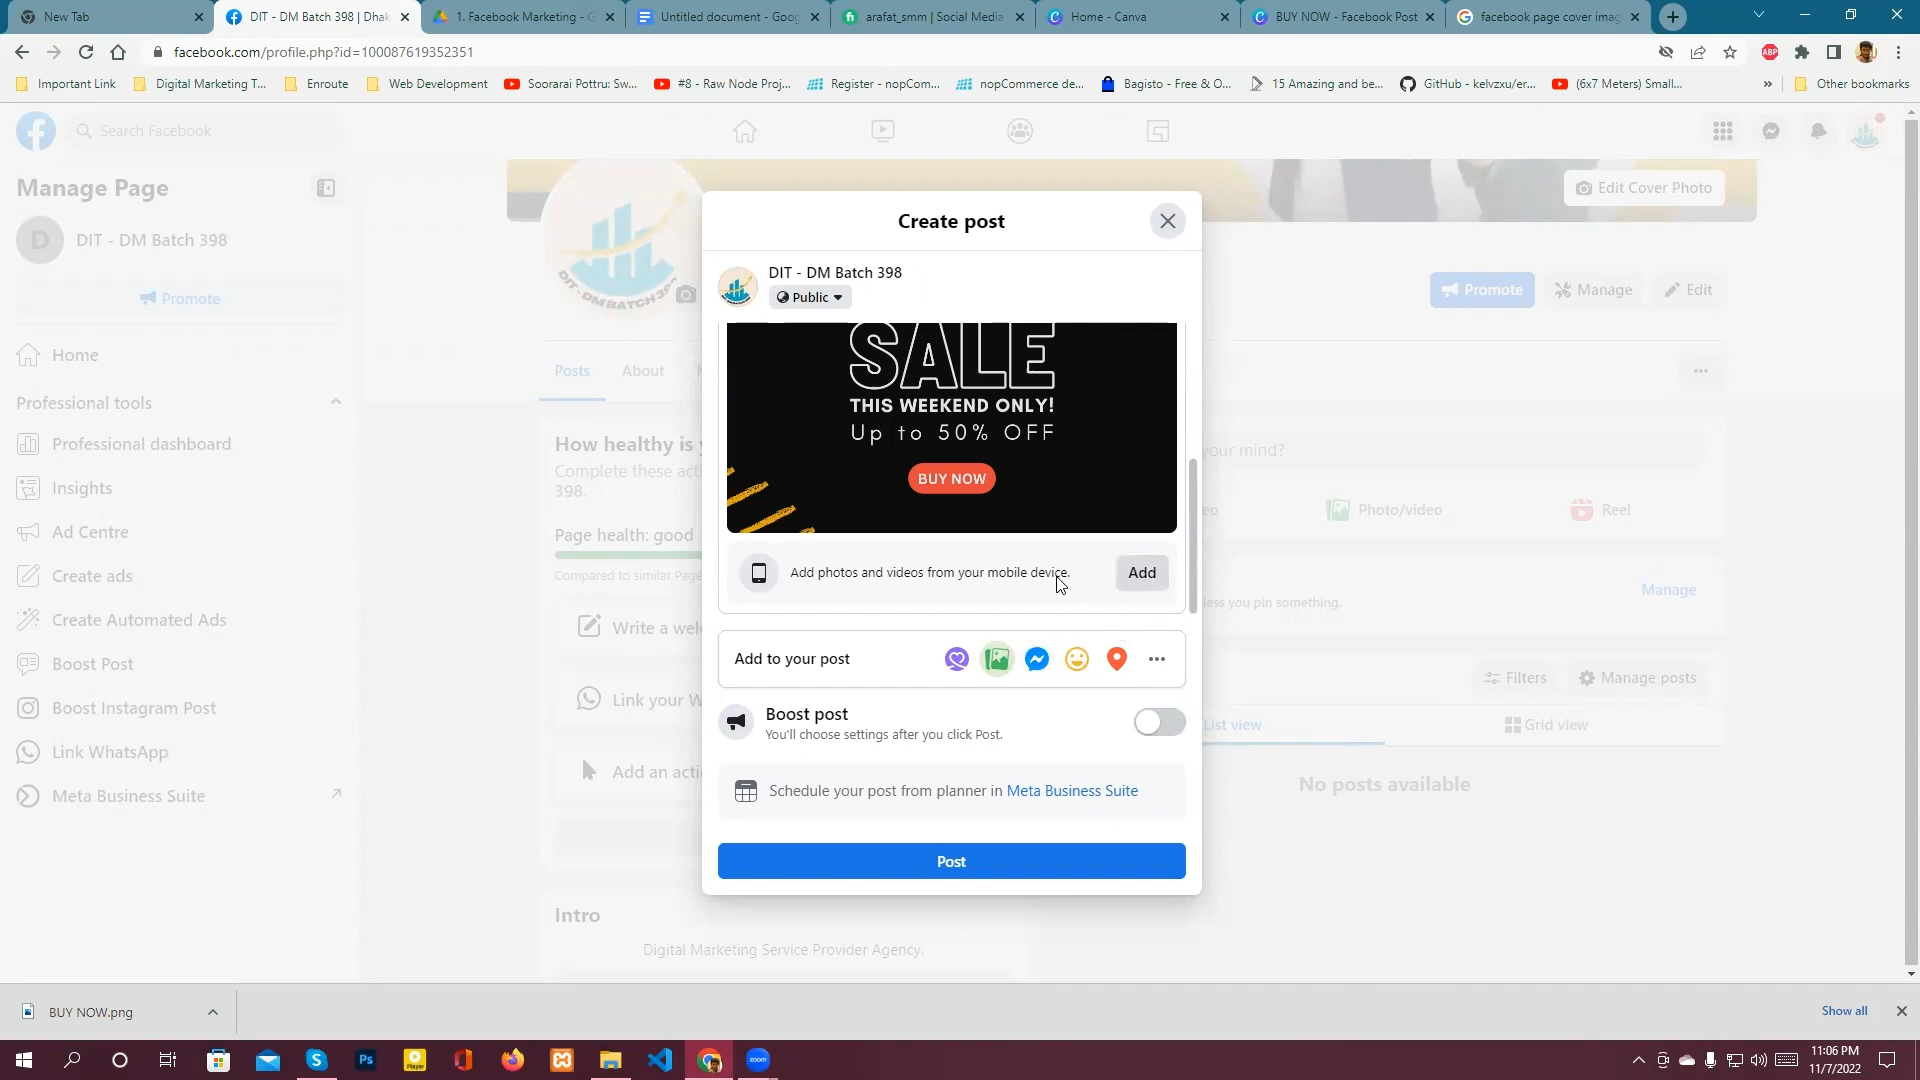 New Tab
DIT - DM Batch 398 | Dhak
1. Facebook Marketing - G
Untitled document - Goog
arafat_smm | Social Media
Home - Canva
BUY NOW - Facebook Post
facebook page cover imag
facebook.com/profile.php?id=100087619352351
ABP
Important Link
Digital Marketing T...
Enroute
Web Development
Soorarai Pottru: Sw...
#8 - Raw Node Proj...
Register - nopCom...
nopCommerce de...
Bagisto - Free & O...
15 Amazing and be...
GitHub - kelvzxu/er...
(6x7 Meters) Small...
»
Other bookmarks
Search Facebook
Manage Page
D
DIT - DM Batch 398
Promote
Home
Professional tools
Professional dashboard
Insights
Ad Centre
Create ads
Create Automated Ads
Boost Post
Boost Instagram Post
Link WhatsApp
Meta Business Suite
Edit Cover Photo
DIT - DM BATCH 398
Promote
Manage
Edit
Posts
About
How healthy is y
Complete these acti
398.
Page health: good
Compared to similar Page
Write a wel
Link your W
Add an acti
Intro
Digital Marketing Service Provider Agency.
your mind?
eo
Photo/video
Reel
Manage
less you pin something.
Filters
Manage posts
List view
Grid view
No posts available
Create post
DIT - DM Batch 398
Public
SALE
THIS WEEKEND ONLY!
Up to 50% OFF
BUY NOW
Add photos and videos from your mobile device.
Add
Add to your post
Boost post
You'll choose settings after you click Post.
Schedule your post from planner in Meta Business Suite
Post
BUY NOW.png
Show all
Ps
zoom
11:06 PM
11/7/2022